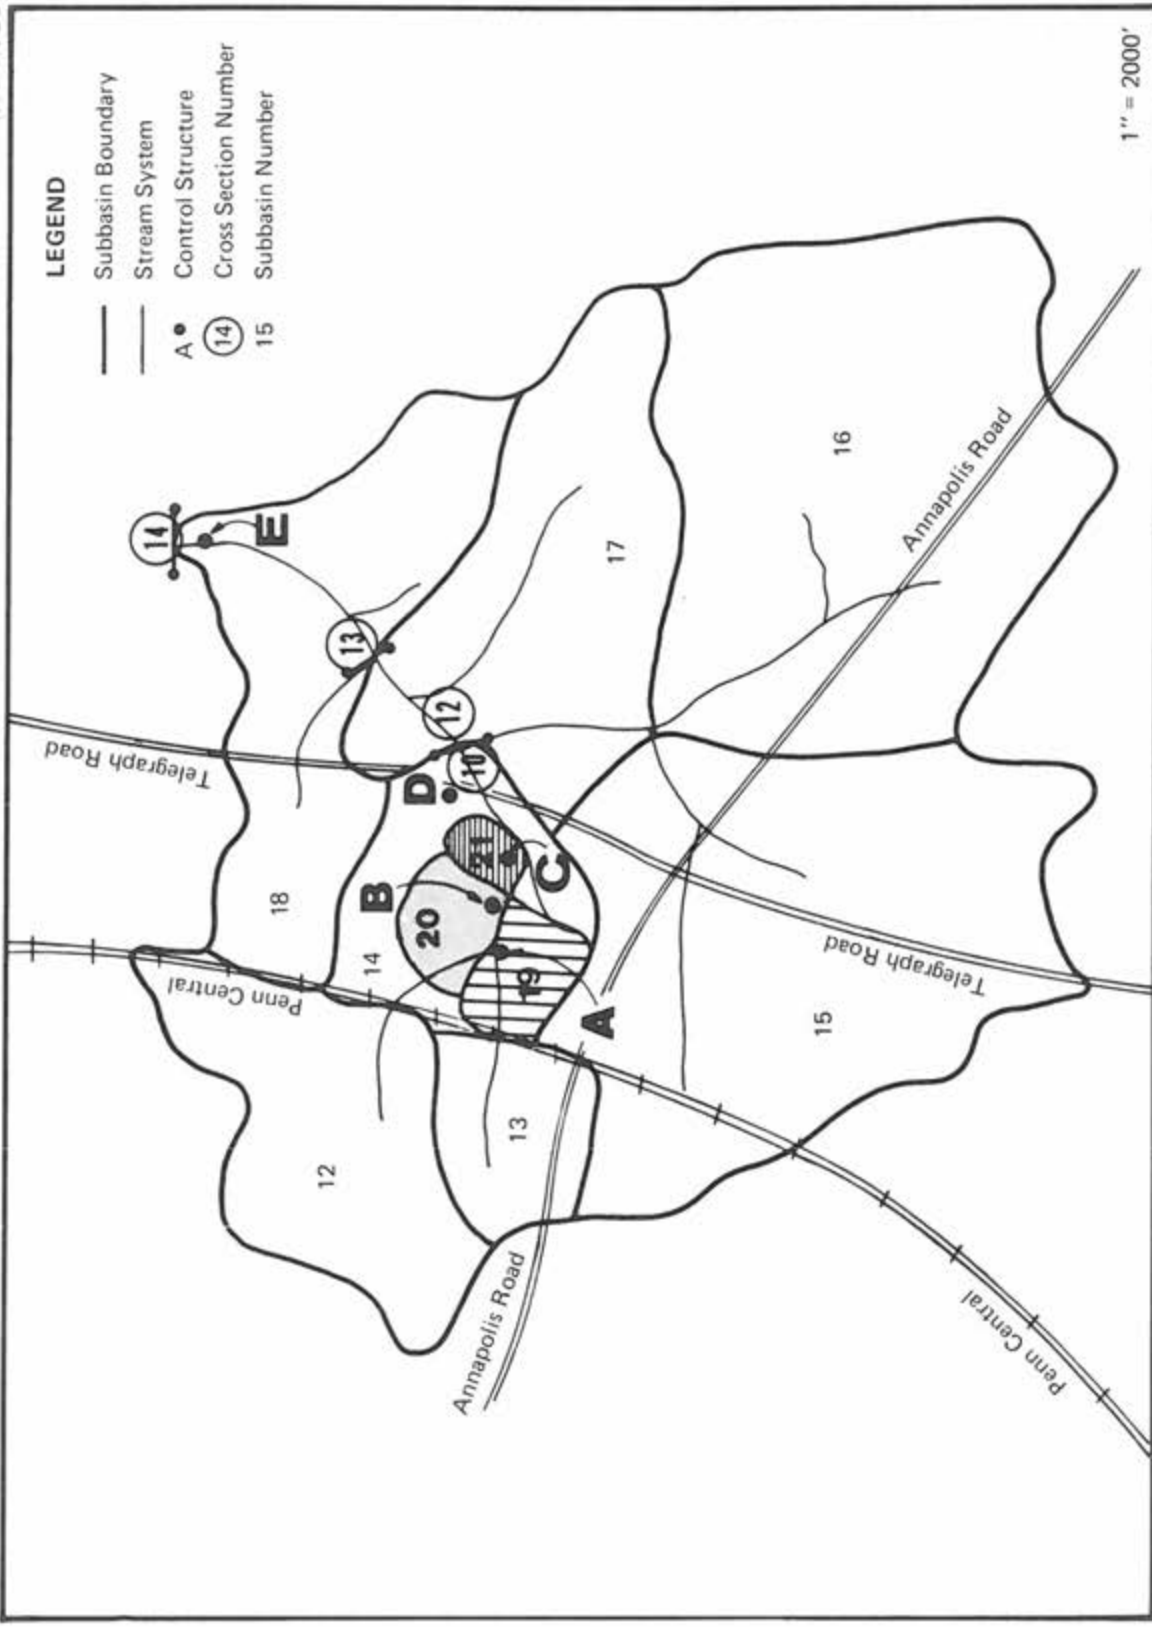 LEGEND
Subbasin Boundary
Stream System
A Control Structure
14 Cross Section Number
15 Subbasin Number
Telegraph Road
Penn Central
18
14
E
13
12
D
10
B
20
21
C
14
19
A
17
16
Annapolis Road
12
13
15
Telegraph Road
Annapolis Road
Penn Central
1" = 2000'